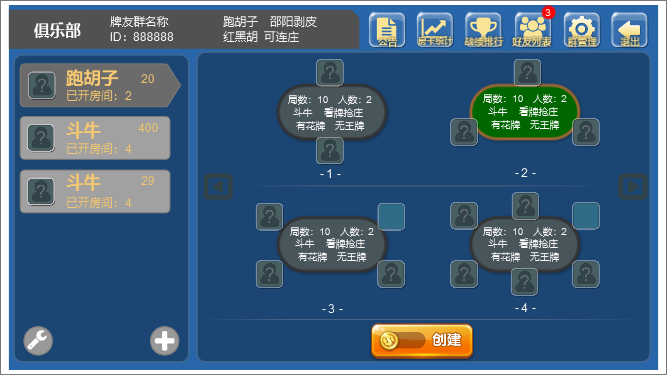 俱乐部
牌友群名称
ID：888888
跑胡子 邵阳剥皮
红黑胡 可连庄
公告
房卡统计
战绩排行
3
好友列表
群管理
退出
跑胡子 20
已开房间：2
斗牛 400
已开房间：4
斗牛 29
已开房间：4
局数：10 人数：2
斗牛 看牌抢庄
有花牌 无王牌
-1-
局数：10 人数：2
斗牛 看牌抢庄
有花牌 无王牌
-2-
局数：10 人数：2
斗牛 看牌抢庄
有花牌 无王牌
-3-
局数：10 人数：2
斗牛 看牌抢庄
有花牌 无王牌
-4-
创建